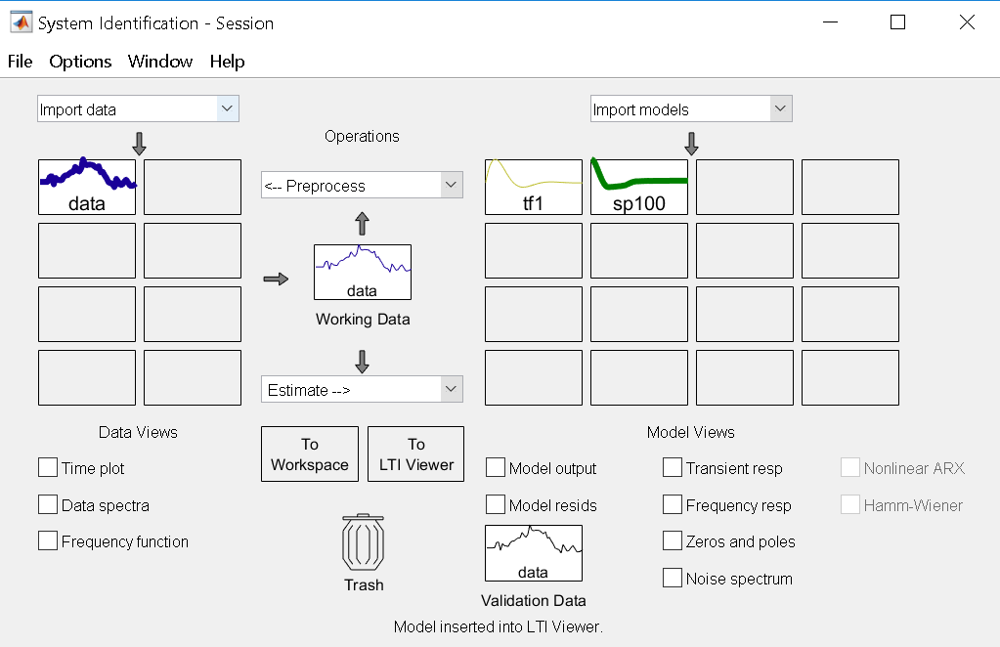 System Identification - Session
File Options Window Help
Import data
Import models
Operations
<-- Preprocess
data
tf1
sp100
data
Working Data
Estimate -->
Data Views
Model Views
To
Workspace
To
LTI Viewer
Time plot
Model output
Transient resp
Nonlinear ARX
Data spectra
Model resids
Frequency resp
Hamm-Wiener
Frequency function
Zeros and poles
data
Noise spectrum
Trash
Validation Data
Model inserted into LTI Viewer.